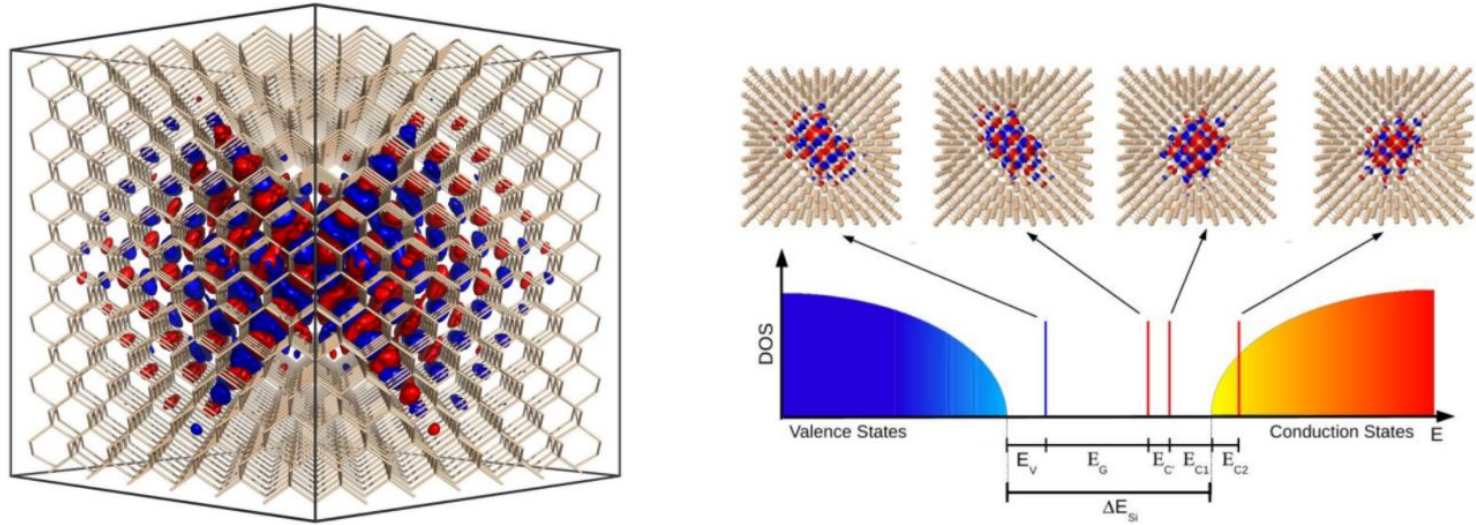 DOS
Valence States
Conduction States
E
E_V
E_G
E_C'
E_C1
E_C2
ΔE_Si